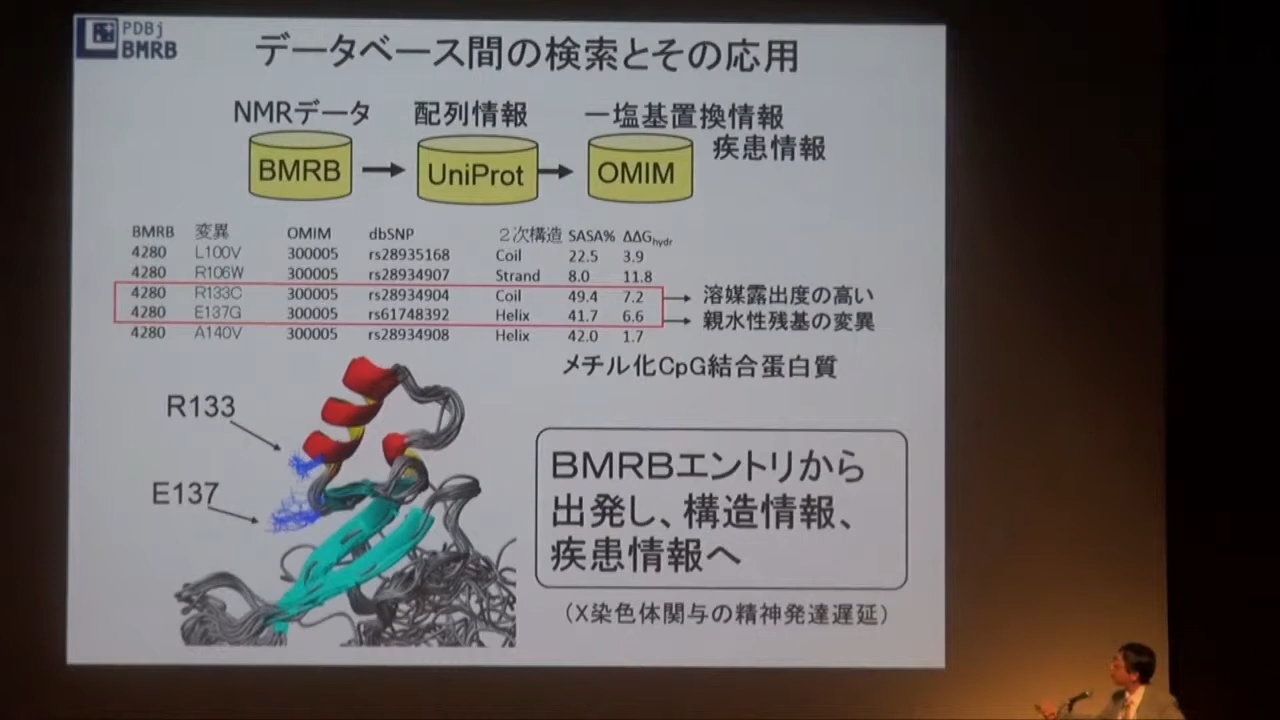 PDBj
BMRB
データベース間の検索とその応用
NMRデータ 配列情報 一塩基置換情報
疾患情報
BMRB UniProt OMIM
BMRB 変異 OMIM dbSNP 2次構造 SASA% ΔΔGhydr
4280 L100V 300005 rs28935168 Coil 22.5 3.9
4280 R106W 300005 rs28934907 Strand 8.0 11.8
4280 R133C 300005 rs28934904 Coil 49.4 7.2
4280 E137G 300005 rs61748392 Helix 41.7 6.6
4280 A140V 300005 rs28934908 Helix 42.0 1.7
溶媒露出度の高い
親水性残基の変異
メチル化CpG結合蛋白質
R133
E137
BMRBエントリから
出発し、構造情報、
疾患情報へ
(X染色体関与の精神発達遅延)